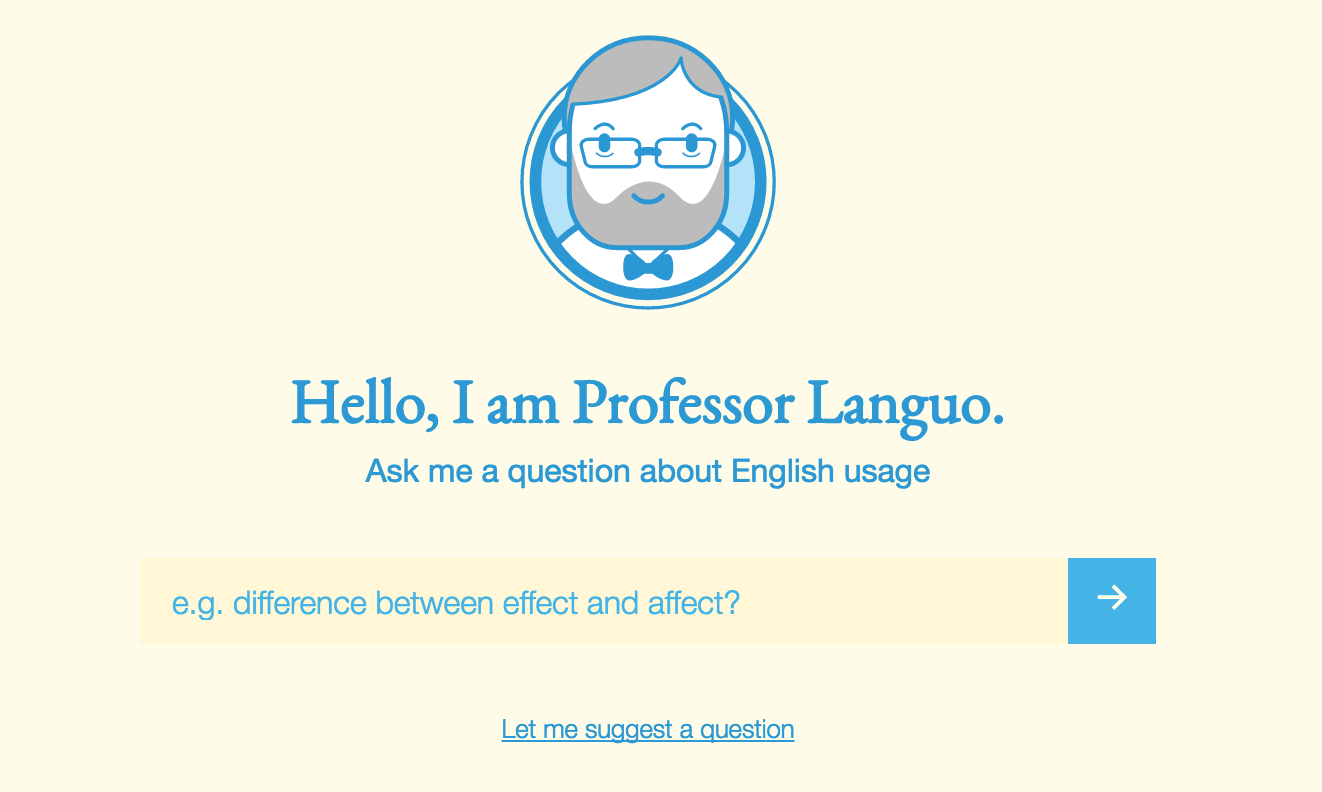 Hello, I am Professor Languo.
Ask me a question about English usage
e.g. difference between effect and affect?
Let me suggest a question